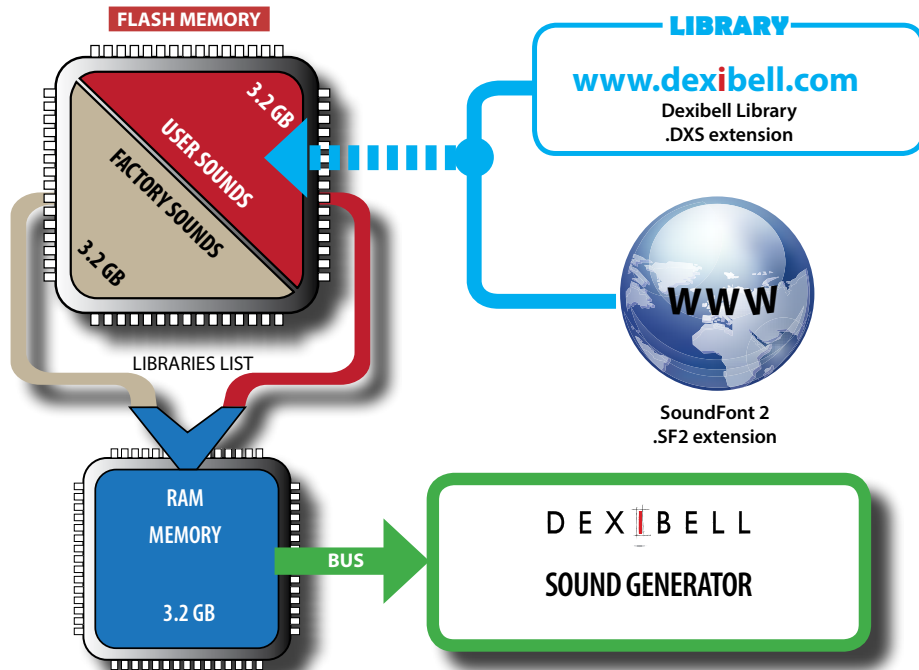 FLASH MEMORY
3.2 GB
USER SOUNDS
FACTORY SOUNDS
3.2 GB
LIBRARY
www.dexibell.com
Dexibell Library
.DXS extension
WWW
SoundFont 2
.SF2 extension
LIBRARIES LIST
RAM
MEMORY
3.2 GB
BUS
DEXIBELL
SOUND GENERATOR